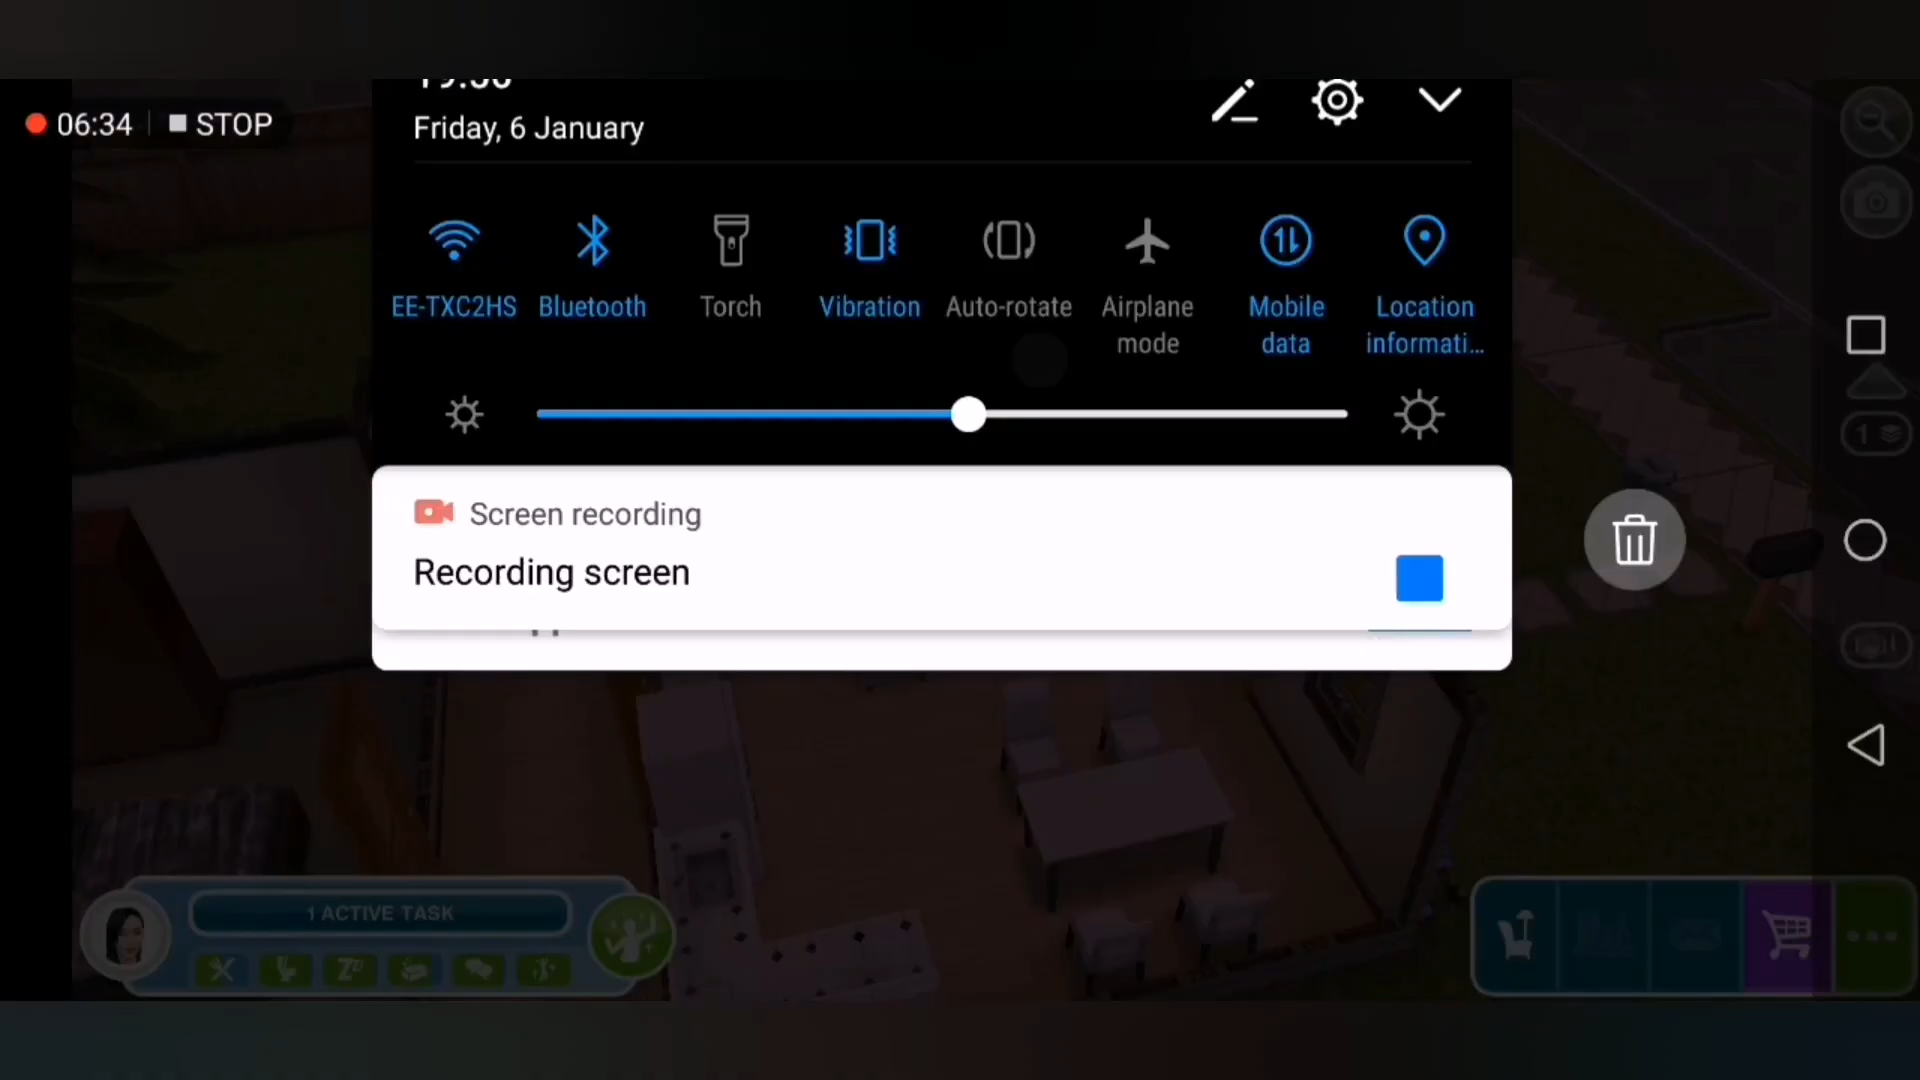 06:34 STOP
Friday, 6 January
EE-TXC2HS
Bluetooth
Torch
Vibration
Auto-rotate
Airplane
mode
Mobile
data
Location
informati...
Screen recording
Recording screen
1
1 ACTIVE TASK